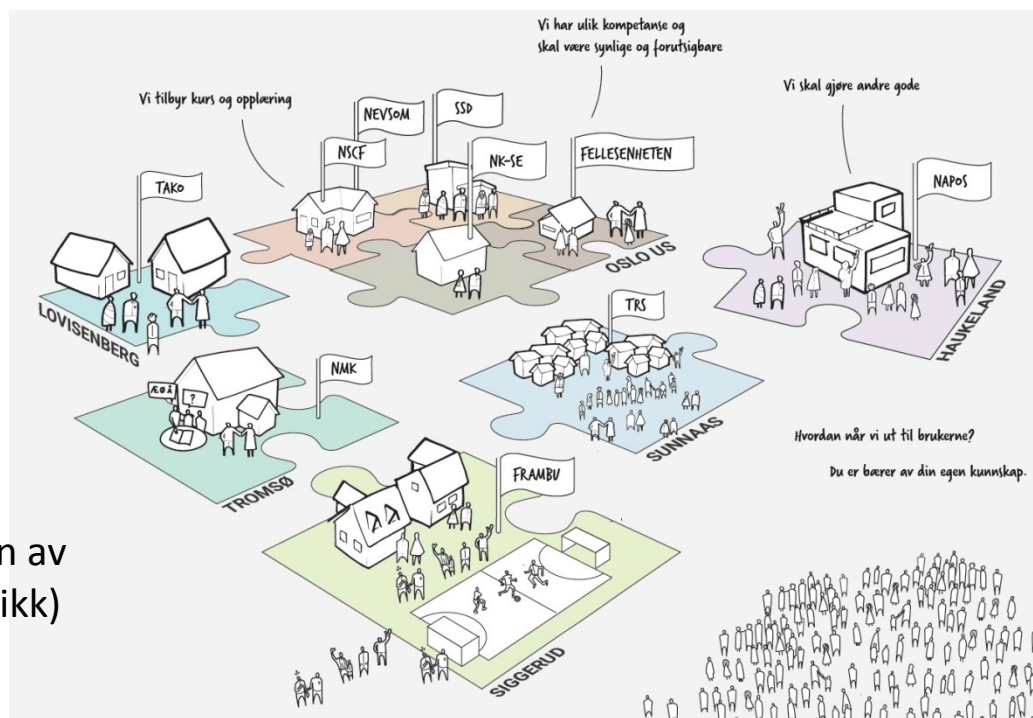 Vi har ulik kompetanse og
skal være synlige og forutsigbare
Vi tilbyr kurs og opplæring
Vi skal gjøre andre gode
NEVSOM
SSD
NSCF
NK-SE
FELLESENHETEN
TAKO
NAPOS
OSLO US
LOVISENBERG
HAUKELAND
TRS
NMK
ÆØÅ
?
SUNNAAS
TROMSØ
Hvordan når vi ut til brukerne?
Du er bærer av din egen kunnskap.
FRAMBU
n av
ikk)
SIGGERUD